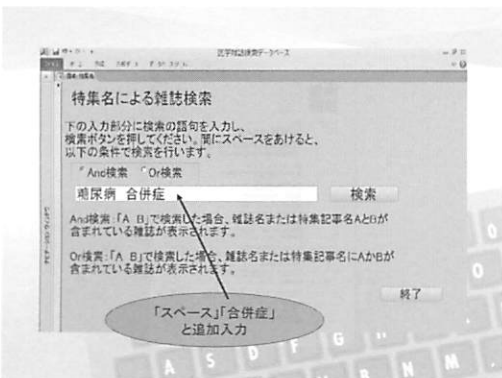 医学雑誌検索データベース
特集名による雑誌検索
下の入力部分に検索の語句を入力し、
検索ボタンを押してください。間にスペースをあけると、
以下の条件で検索を行います。
And検索 Or検索
糖尿病 合併症
検索
And検索:「A B」で検索した場合、雑誌名または特集記事名AとBが
含まれている雑誌が表示されます。
Or検索:「A B」で検索した場合、雑誌名または特集記事名にAかBが
含まれている雑誌が表示されます。
終了
「スペース」「合併症」
と追加入力
A S D F G H
B N M